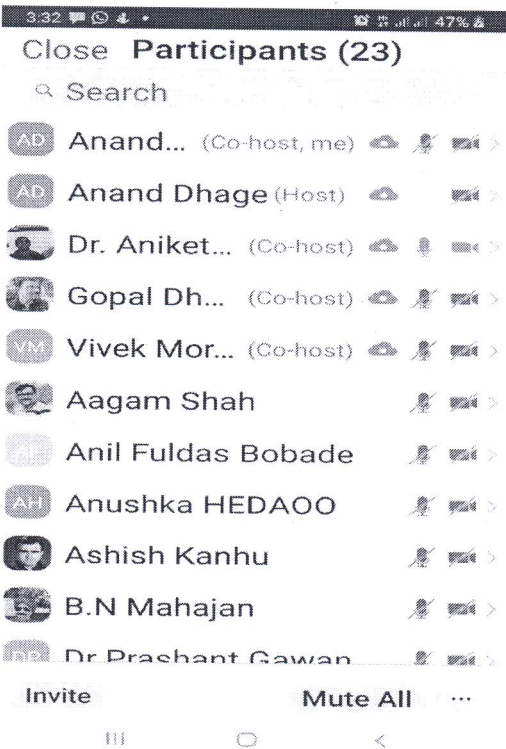 3:32 47%
Close Participants (23)
Search
AD Anand... (Co-host, me)
AD Anand Dhage (Host)
Dr. Aniket... (Co-host)
Gopal Dh... (Co-host)
VM Vivek Mor... (Co-host)
Aagam Shah
AF Anil Fuldas Bobade
AH Anushka HEDAOO
Ashish Kanhu
B.N Mahajan
DP Dr Prashant Gawan
Invite Mute All ...